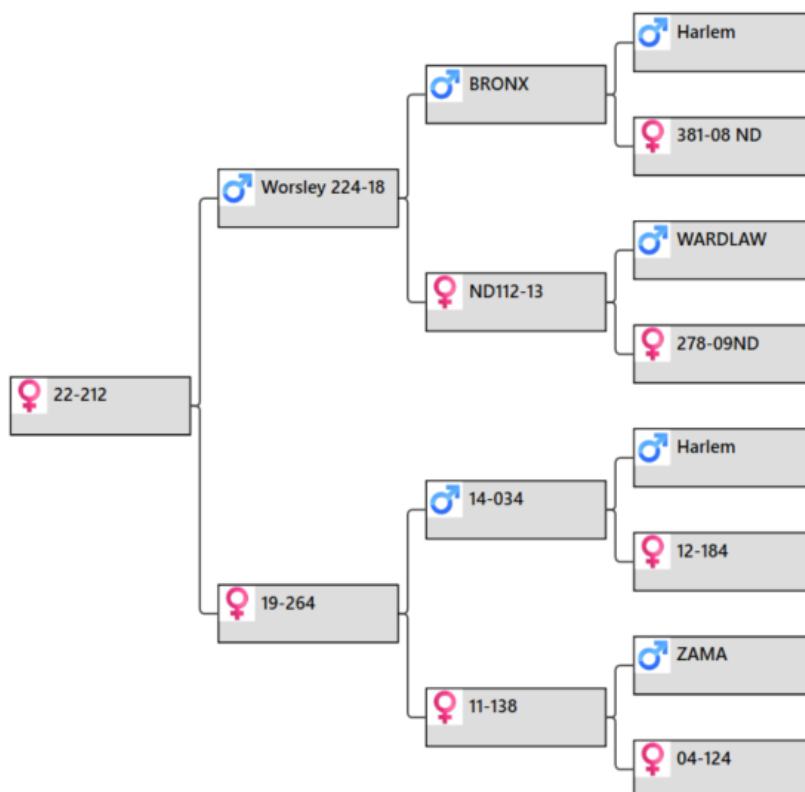 Harlem
BRONX
381-08 ND
Worsley 224-18
WARDLAW
ND112-13
278-09ND
22-212
Harlem
14-034
12-184
19-264
ZAMA
11-138
04-124